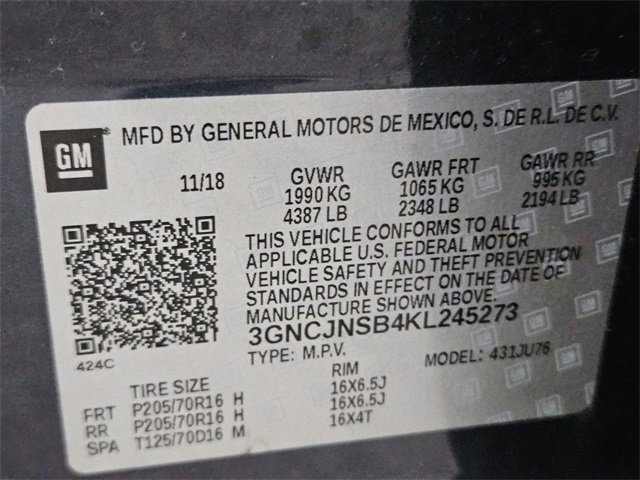 GM ® MFD BY GENERAL MOTORS DE MEXICO, S. DE R.L. DE C.V.
11/18 GVWR GAWR FRT GAWR RR
1990 KG 1065 KG 995 KG
4387 LB 2348 LB 2194 LB
THIS VEHICLE CONFORMS TO ALL
APPLICABLE U.S. FEDERAL MOTOR
VEHICLE SAFETY AND THEFT PREVENTION
STANDARDS IN EFFECT ON THE DATE OF
MANUFACTURE SHOWN ABOVE.
3GNCJNSB4KL245273
424C TYPE: M.P.V. MODEL: 431JU76
TIRE SIZE RIM
FRT P205/70R16 H 16X6.5J
RR P205/70R16 H 16X6.5J
SPA T125/70D16 M 16X4T